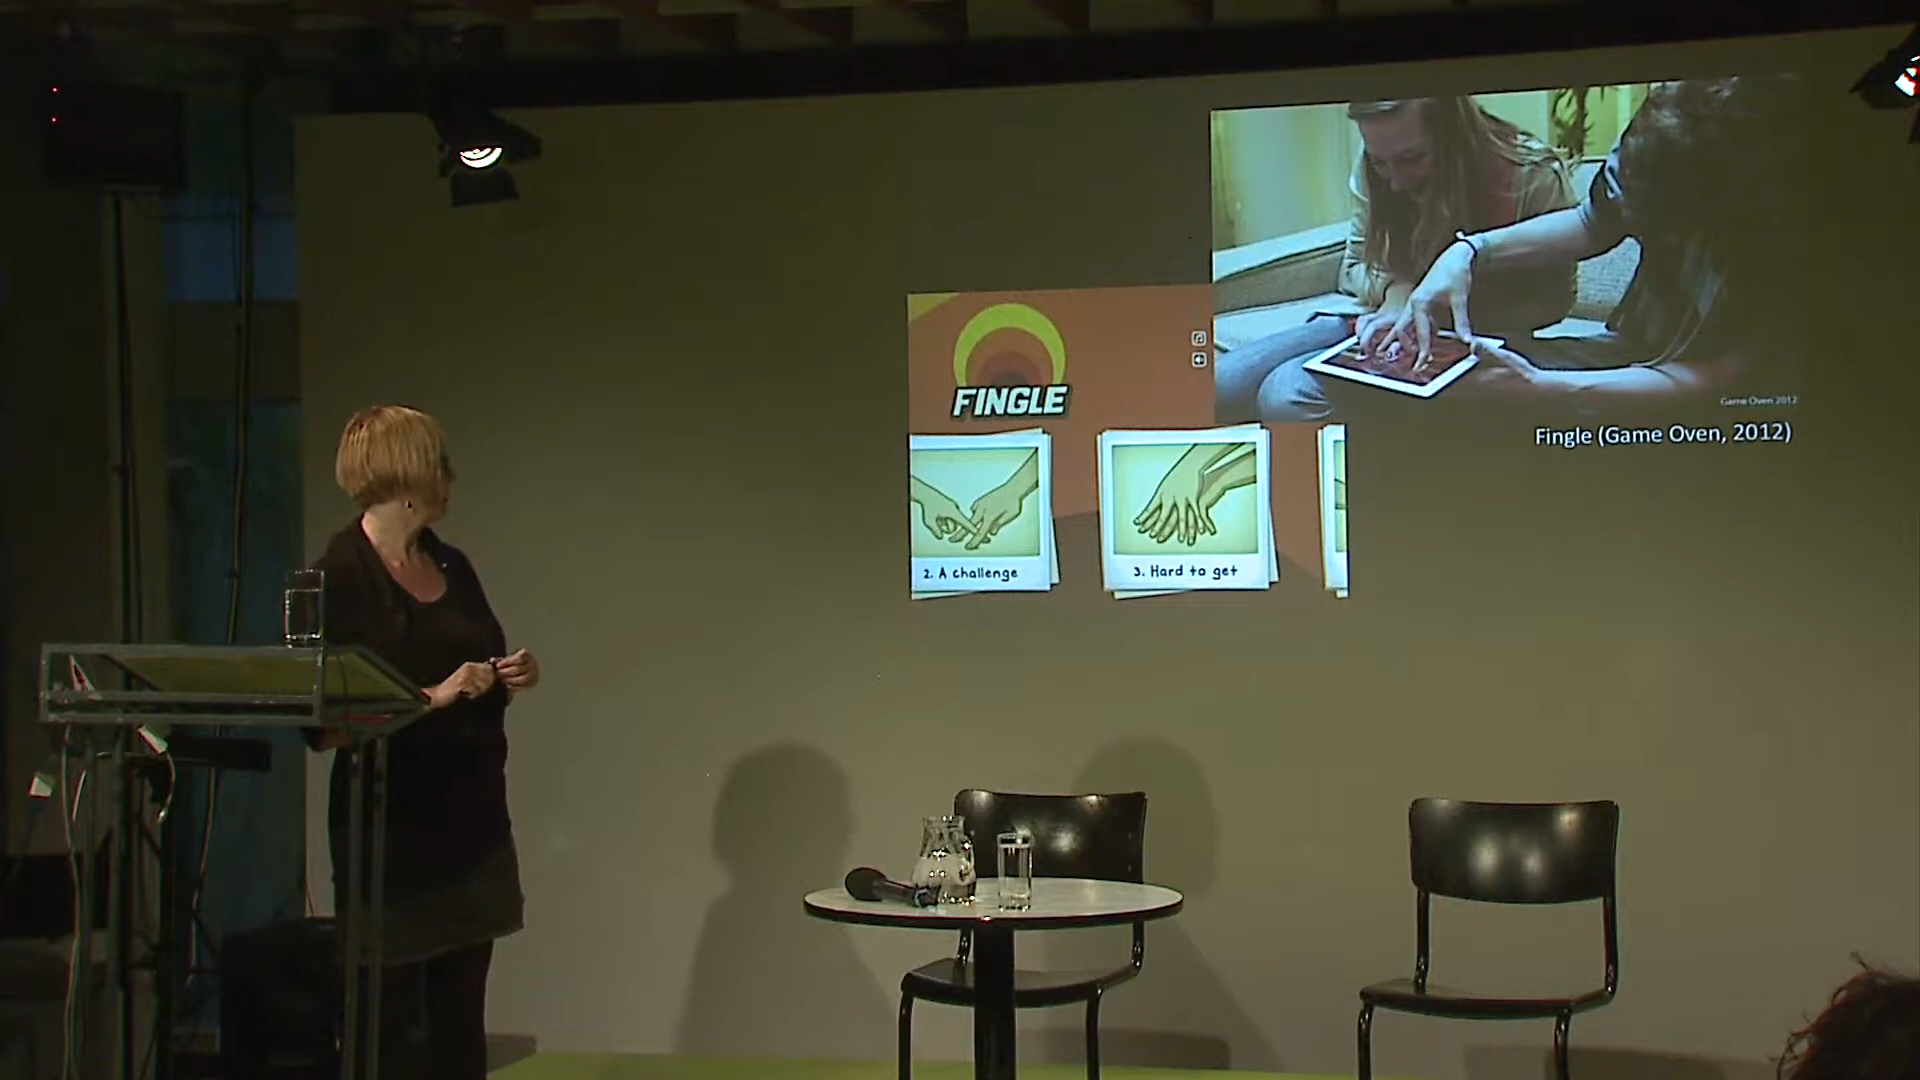 FINGLE
2. A challenge
3. Hard to get
Game Oven 2012
Fingle (Game Oven, 2012)